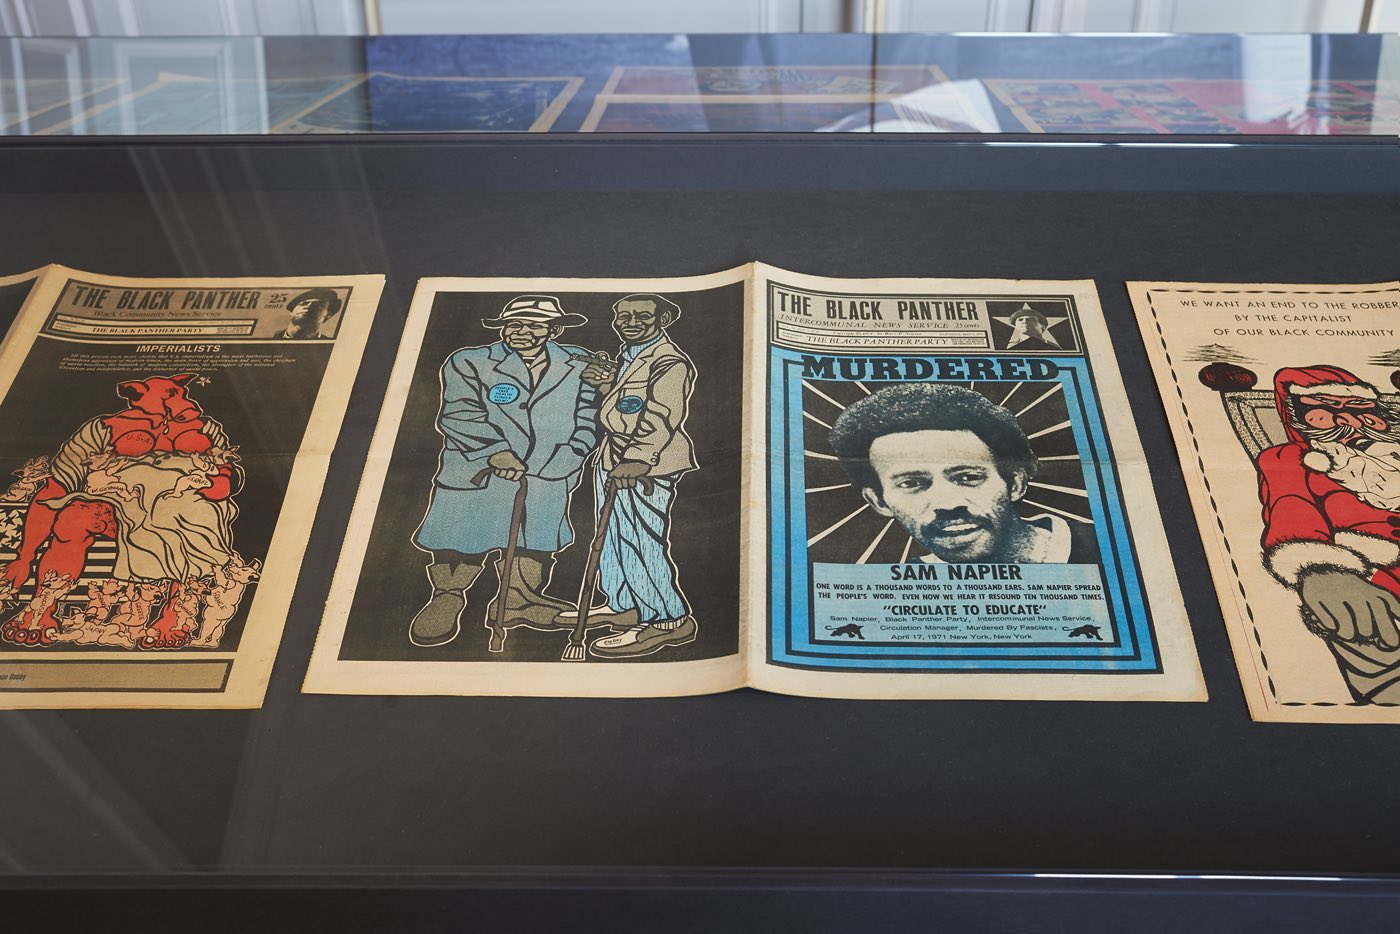 THE BLACK PANTHER
25 cents
Black Community News Service
THE BLACK PANTHER PARTY
IMPERIALISTS
U.S.A.
W. GERMANY
THE BLACK PANTHER
INTERCOMMUNAL NEWS SERVICE 25 cents
THE BLACK PANTHER PARTY
MURDERED
SAM NAPIER
ONE WORD IS A THOUSAND WORDS TO A THOUSAND EARS. SAM NAPIER SPREAD
THE PEOPLE'S WORD. EVEN NOW WE HEAR IT RESOUND TEN THOUSAND TIMES.
"CIRCULATE TO EDUCATE"
Sam Napier, Black Panther Party, Intercommunal News Service,
Circulation Manager, Murdered By Fascists,
April 17, 1971 New York, New York
WE WANT AN END TO THE ROBBER
BY THE CAPITALIST
OF OUR BLACK COMMUNITY